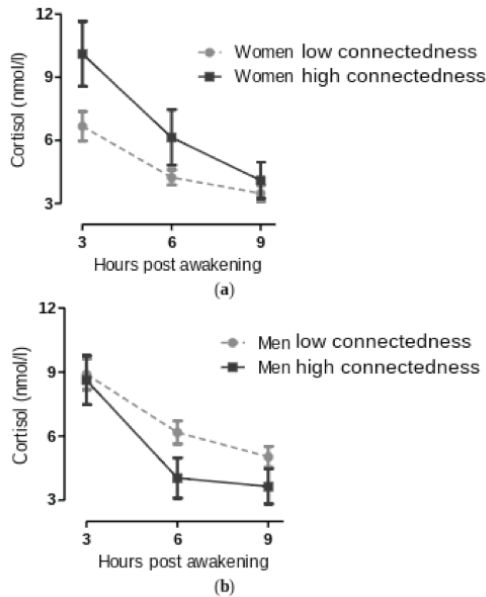 12
Women low connectedness
Women high connectedness
9
Cortisol (nmol/l)
6
3
3 6 9
Hours post awakening
(a)
12
Men low connectedness
Men high connectedness
9
Cortisol (nmol/l)
6
3
3 6 9
Hours post awakening
(b)